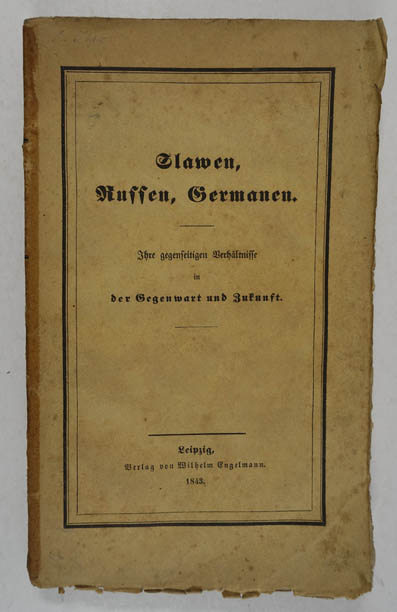 Slawen,
Russen, Germanen.
Ihre gegenseitigen Verhältnisse
in
der Gegenwart und Zukunft.
Leipzig,
Verlag von Wilhelm Engelmann.
1843.